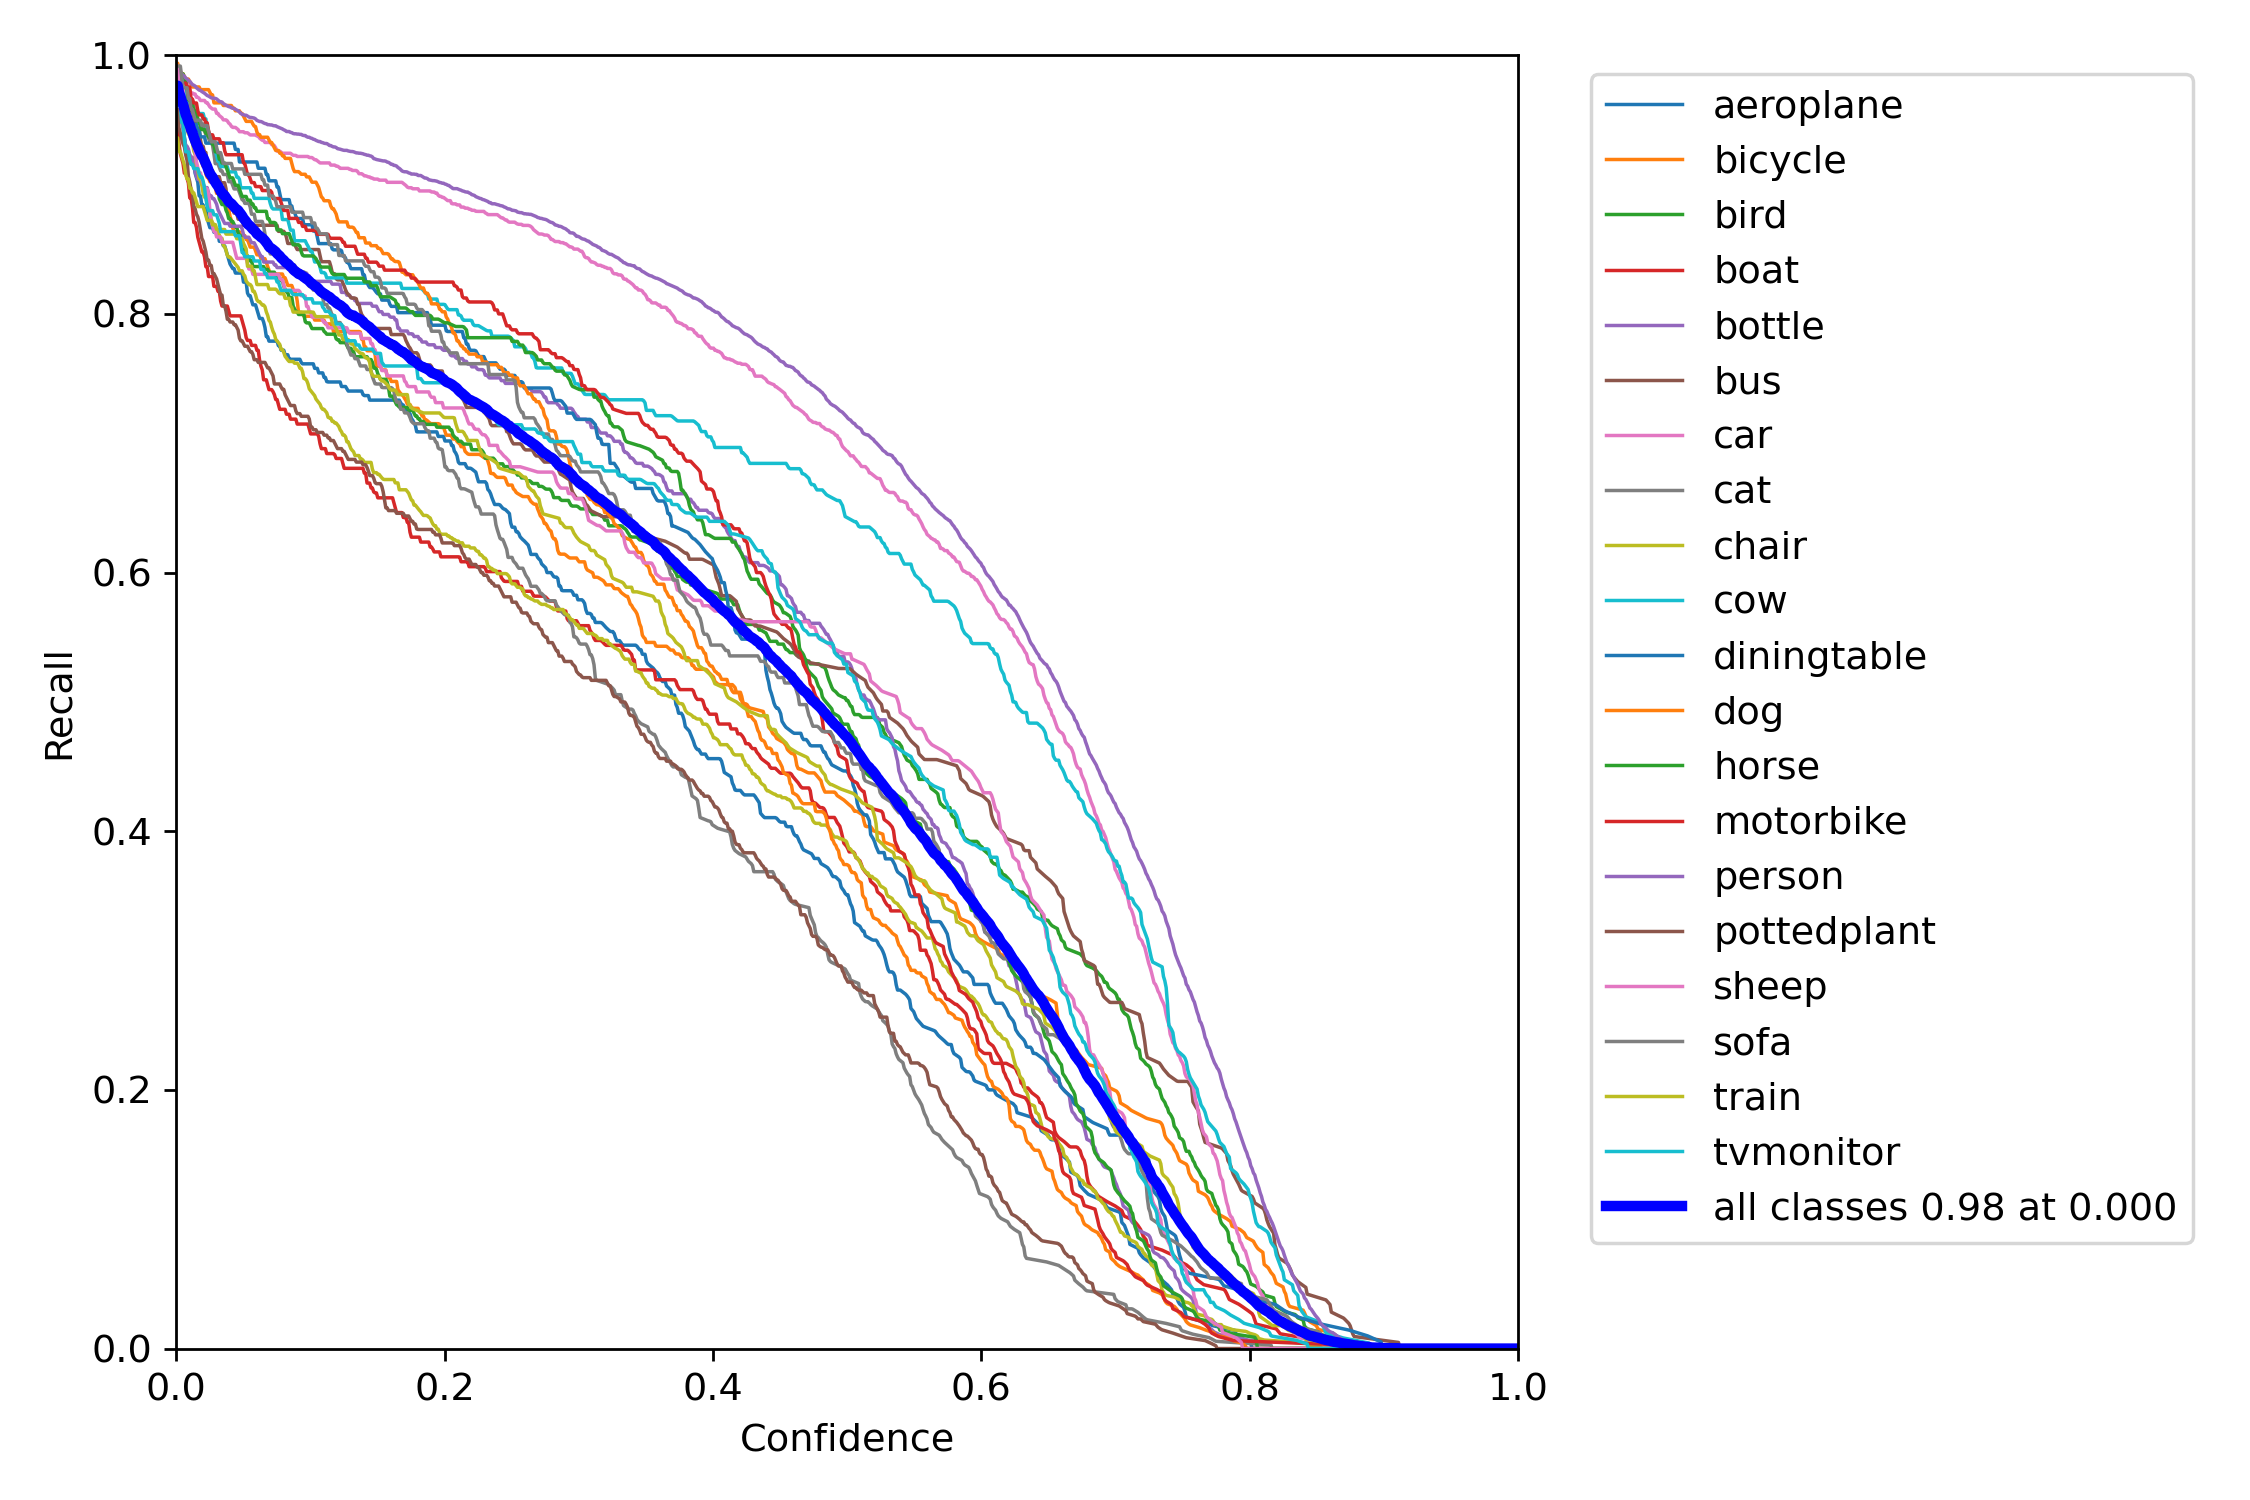 1.0
0.8
0.6
0.4
0.2
0.0
Recall
0.0 0.2 0.4 0.6 0.8 1.0
Confidence
aeroplane
bicycle
bird
boat
bottle
bus
car
cat
chair
cow
diningtable
dog
horse
motorbike
person
pottedplant
sheep
sofa
train
tvmonitor
all classes 0.98 at 0.000